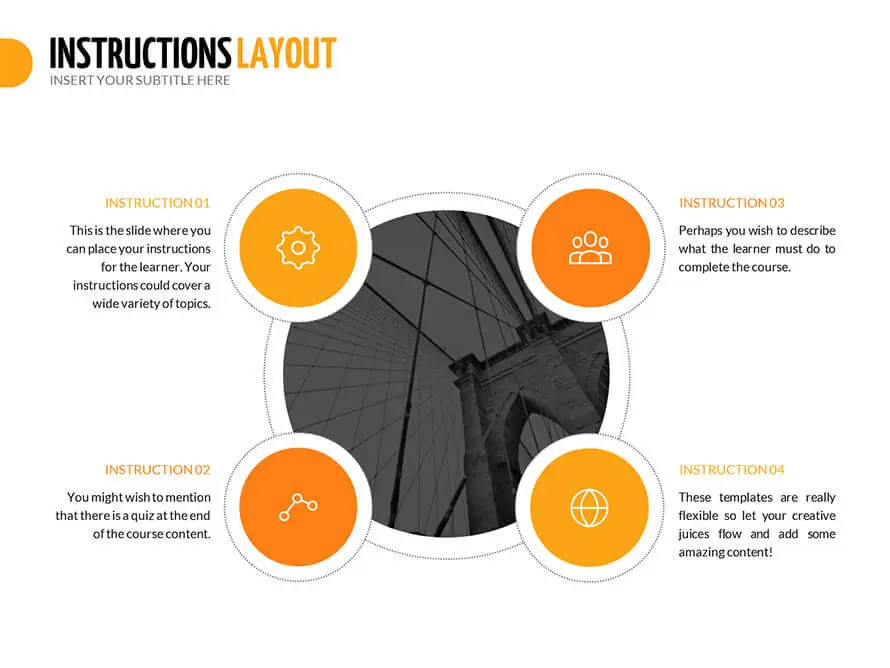 INSTRUCTIONS LAYOUT
INSERT YOUR SUBTITLE HERE
INSTRUCTION 01
This is the slide where you
can place your instructions
for the learner. Your
instructions could cover a
wide variety of topics.
INSTRUCTION 02
You might wish to mention
that there is a quiz at the end
of the course content.
INSTRUCTION 03
Perhaps you wish to describe
what the learner must do to
complete the course.
INSTRUCTION 04
These templates are really
flexible so let your creative
juices flow and add some
amazing content!